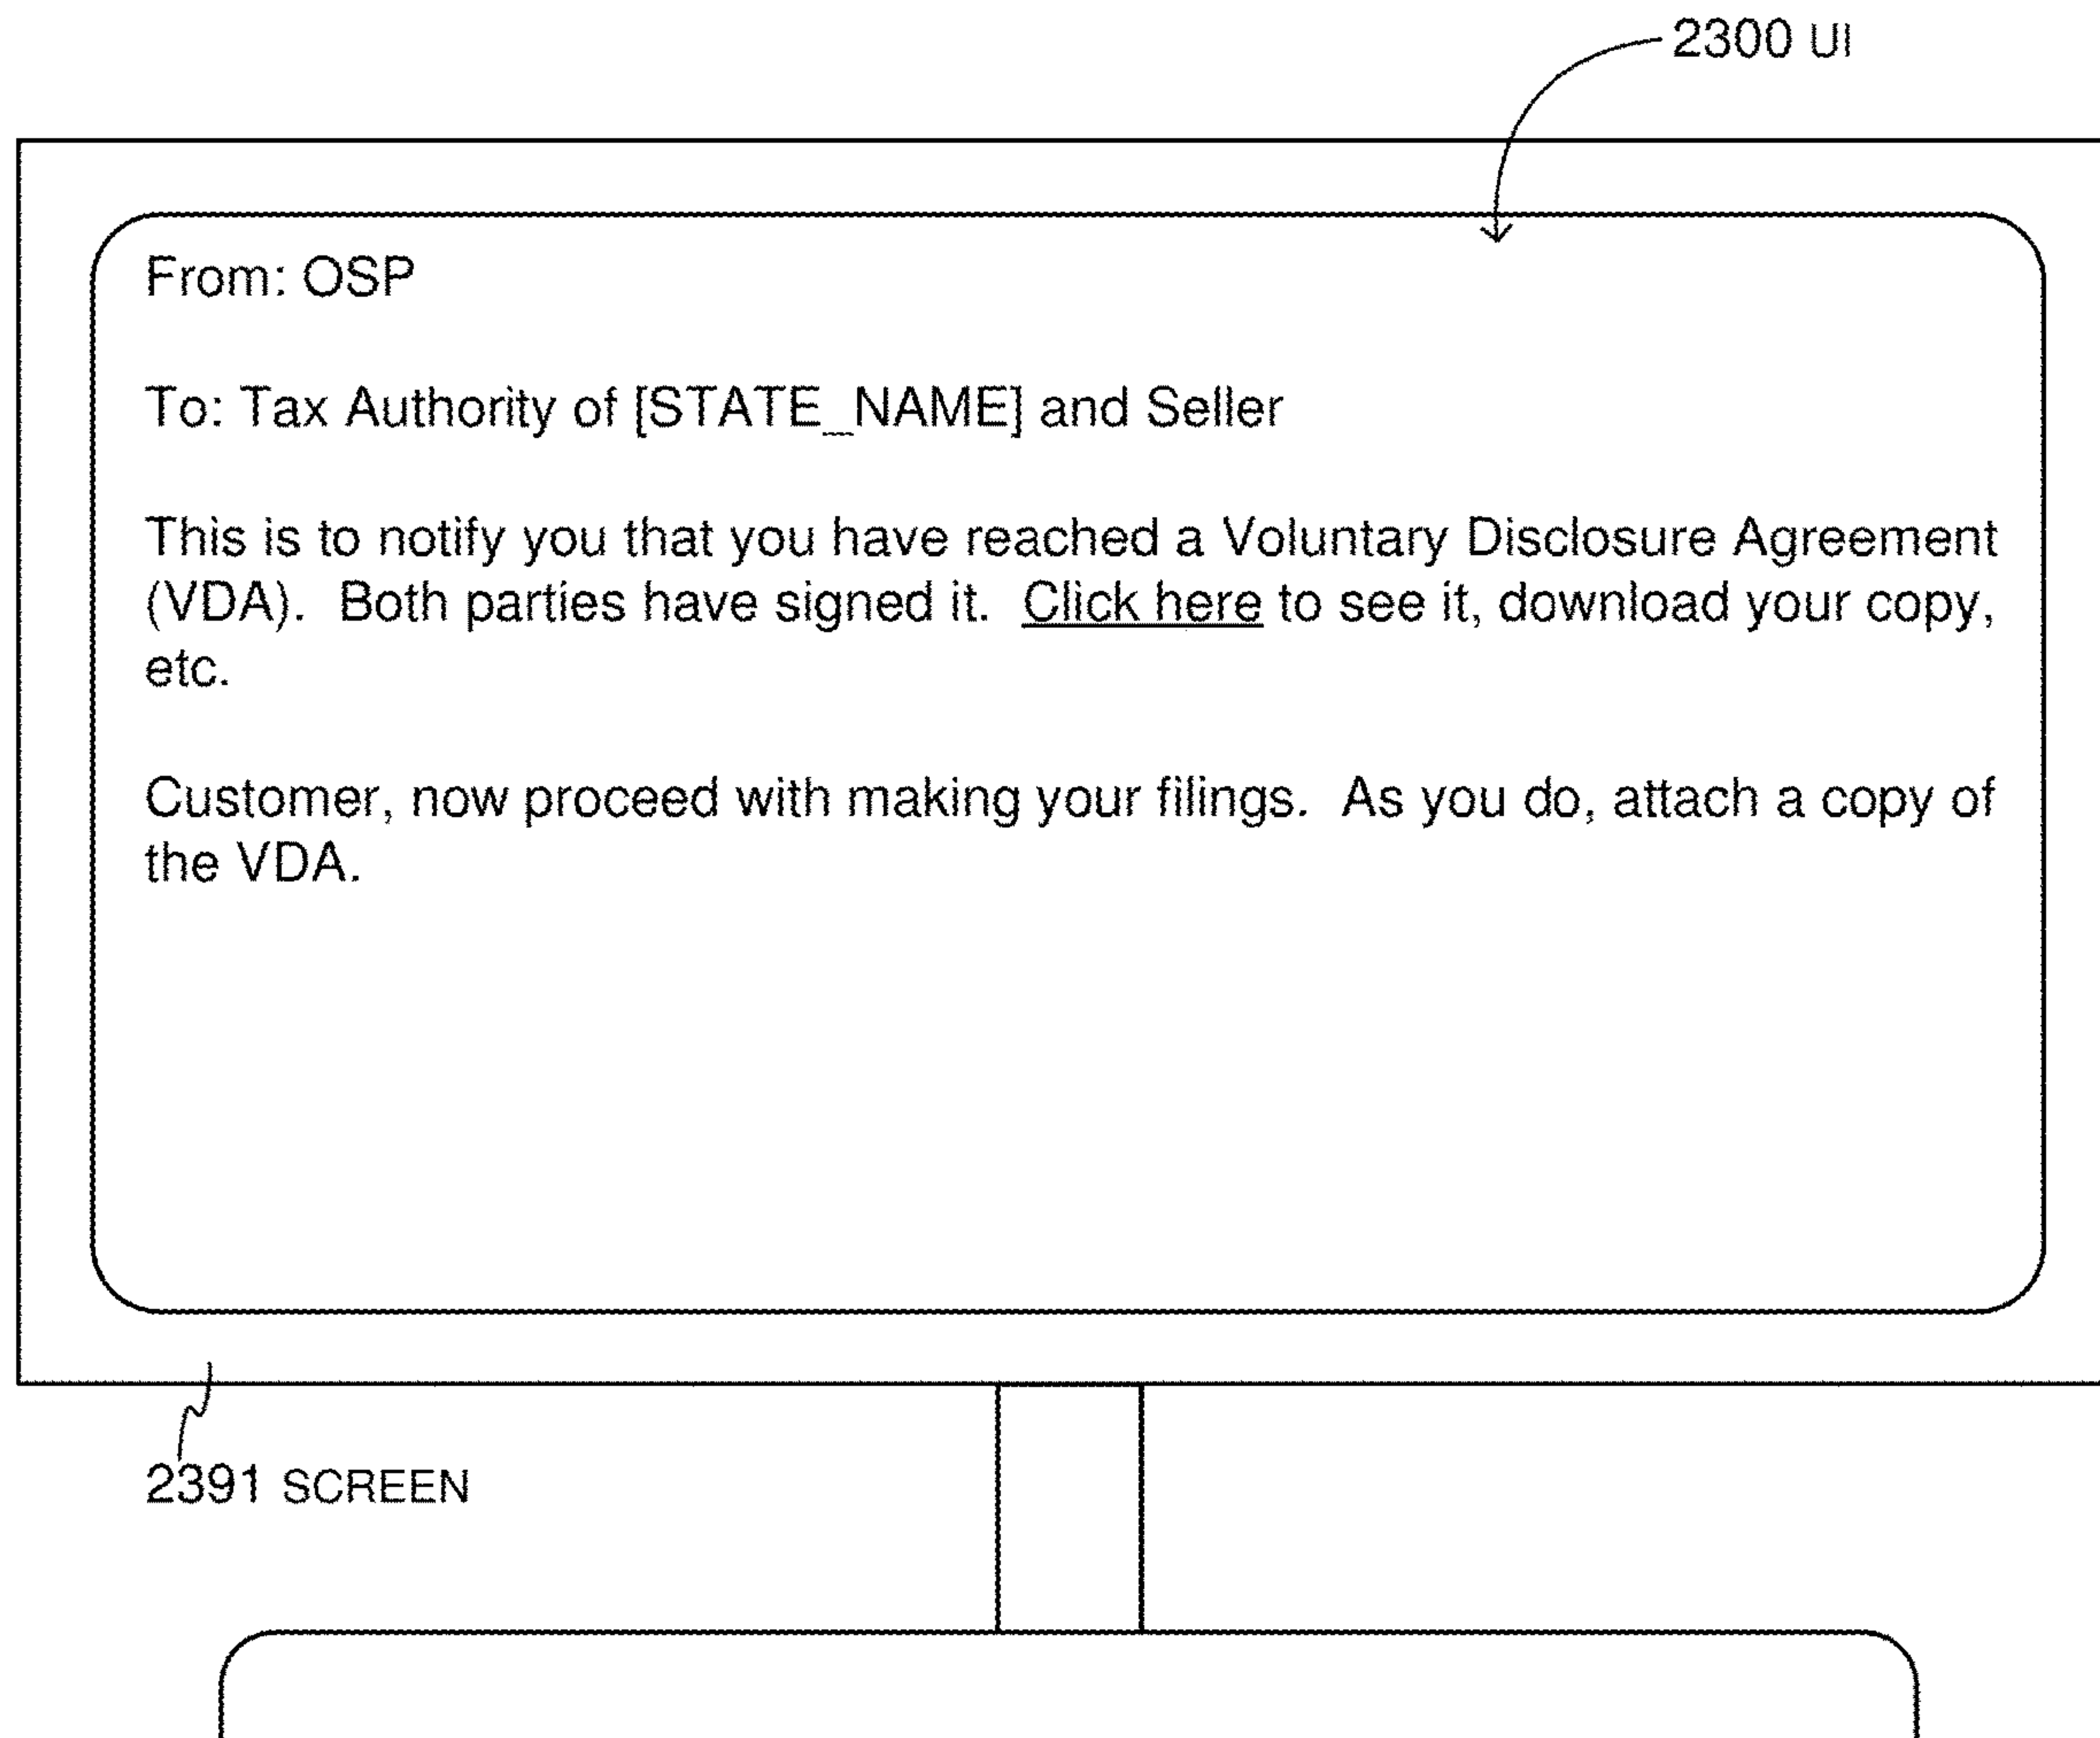 2300 UI
From: OSP
To: Tax Authority of [STATE_NAME] and Seller
This is to notify you that you have reached a Voluntary Disclosure Agreement
(VDA).  Both parties have signed it.  Click here to see it, download your copy,
etc.
Customer, now proceed with making your filings.  As you do, attach a copy of
the VDA.
2391 SCREEN